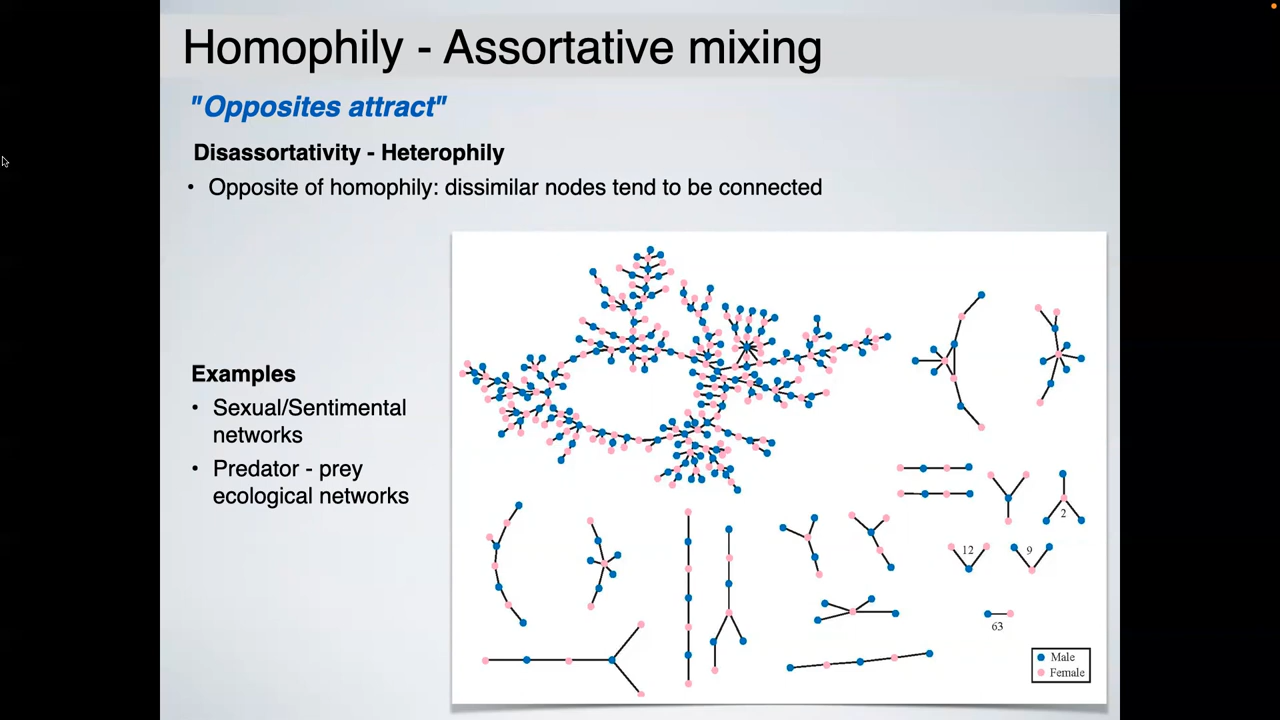 Homophily - Assortative mixing
"Opposites attract"
Disassortativity - Heterophily
• Opposite of homophily: dissimilar nodes tend to be connected
Examples
• Sexual/Sentimental
networks
• Predator - prey
ecological networks
2
12
9
63
Male
Female